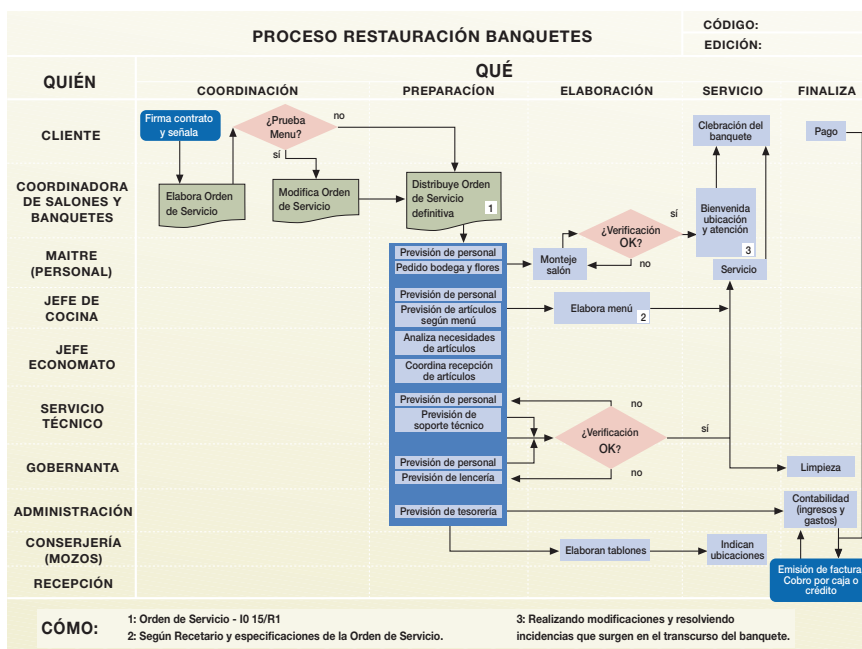 PROCESO RESTAURACIÓN BANQUETES
CÓDIGO:
EDICIÓN:
QUIÉN
QUÉ
COORDINACIÓN
PREPARACÍON
ELABORACIÓN
SERVICIO
FINALIZA
CLIENTE
Firma contrato
y señala
¿Prueba
Menu?
no
sí
Clebración del
banquete
Pago
COORDINADORA
DE SALONES Y
BANQUETES
Elabora Orden
de Servicio
Modifica Orden
de Servicio
Distribuye Orden
de Servicio
definitiva
1
Bienvenida
ubicación
y atención
3
MAITRE
(PERSONAL)
Previsión de personal
Pedido bodega y flores
Monteje
salón
¿Verificación
OK?
sí
no
Servicio
JEFE DE
COCINA
Previsión de personal
Previsión de artículos
según menú
Elabora menú
2
JEFE
ECONOMATO
Analiza necesidades
de artículos
Coordina recepción
de artículos
SERVICIO
TÉCNICO
Previsión de personal
Previsión de
soporte técnico
no
¿Verificación
OK?
sí
no
GOBERNANTA
Previsión de personal
Previsión de lencería
Limpieza
ADMINISTRACIÓN
Previsión de tesorería
Contabilidad
(ingresos y
gastos)
CONSERJERÍA
(MOZOS)
Elaboran tablones
Indican
ubicaciones
RECEPCIÓN
Emisión de factura
Cobro por caja o
crédito
CÓMO:
1: Orden de Servicio - I0 15/R1
2: Según Recetario y especificaciones de la Orden de Servicio.
3: Realizando modificaciones y resolviendo
incidencias que surgen en el transcurso del banquete.